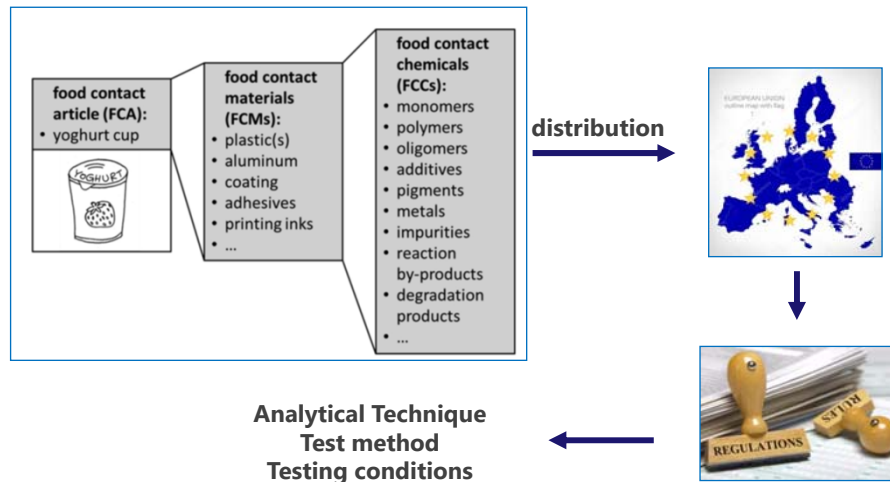 food contact
article (FCA):
• yoghurt cup
YOGHURT
food contact
materials
(FCMs):
• plastic(s)
• aluminum
• coating
• adhesives
• printing inks
• ...
food contact
chemicals
(FCCs):
• monomers
• polymers
• oligomers
• additives
• pigments
• metals
• impurities
• reaction
by-products
• degradation
products
• ...
distribution
EUROPEAN UNION
outline map with flag
RULES
REGULATIONS
Analytical Technique
Test method
Testing conditions